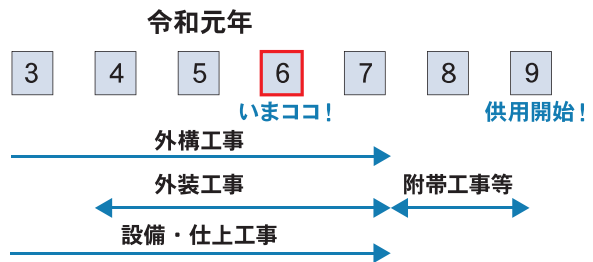 令和元年
3 4 5 6 7 8 9
いまココ! 供用開始!
外構工事
外装工事 附帯工事等
設備・仕上工事